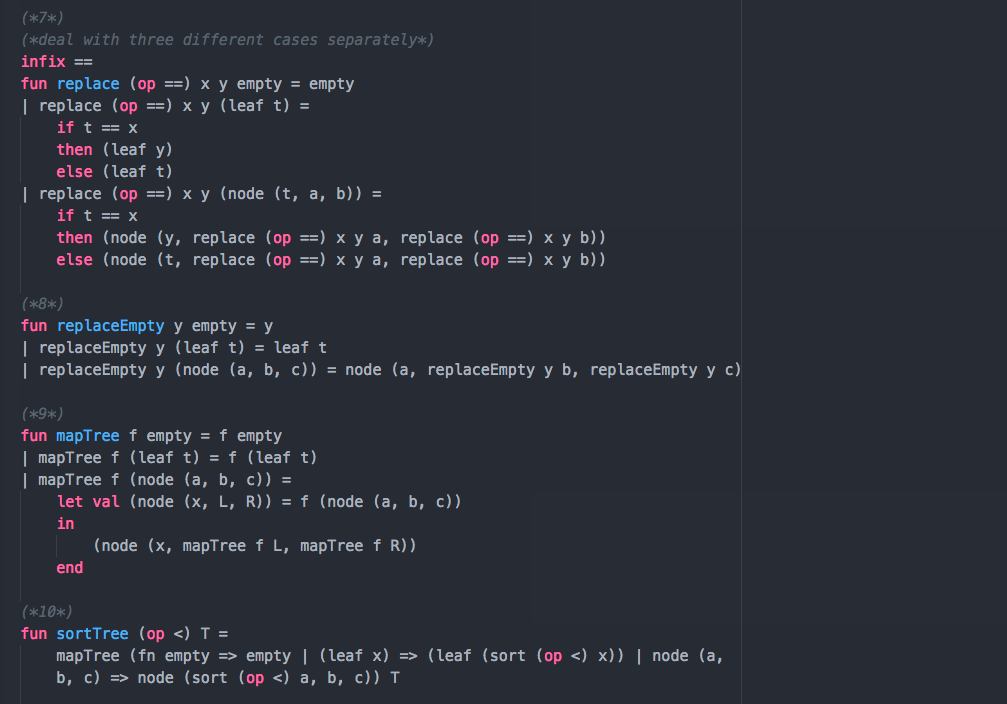 (*7*)
(*deal with three different cases separately*)
infix ==
fun replace (op ==) x y empty = empty
| replace (op ==) x y (leaf t) =
    if t == x
    then (leaf y)
    else (leaf t)
| replace (op ==) x y (node (t, a, b)) =
    if t == x
    then (node (y, replace (op ==) x y a, replace (op ==) x y b))
    else (node (t, replace (op ==) x y a, replace (op ==) x y b))
(*8*)
fun replaceEmpty y empty = y
| replaceEmpty y (leaf t) = leaf t
| replaceEmpty y (node (a, b, c)) = node (a, replaceEmpty y b, replaceEmpty y c)
(*9*)
fun mapTree f empty = f empty
| mapTree f (leaf t) = f (leaf t)
| mapTree f (node (a, b, c)) =
    let val (node (x, L, R)) = f (node (a, b, c))
    in
        (node (x, mapTree f L, mapTree f R))
    end
(*10*)
fun sortTree (op <) T =
    mapTree (fn empty => empty | (leaf x) => (leaf (sort (op <) x)) | node (a,
    b, c) => node (sort (op <) a, b, c)) T